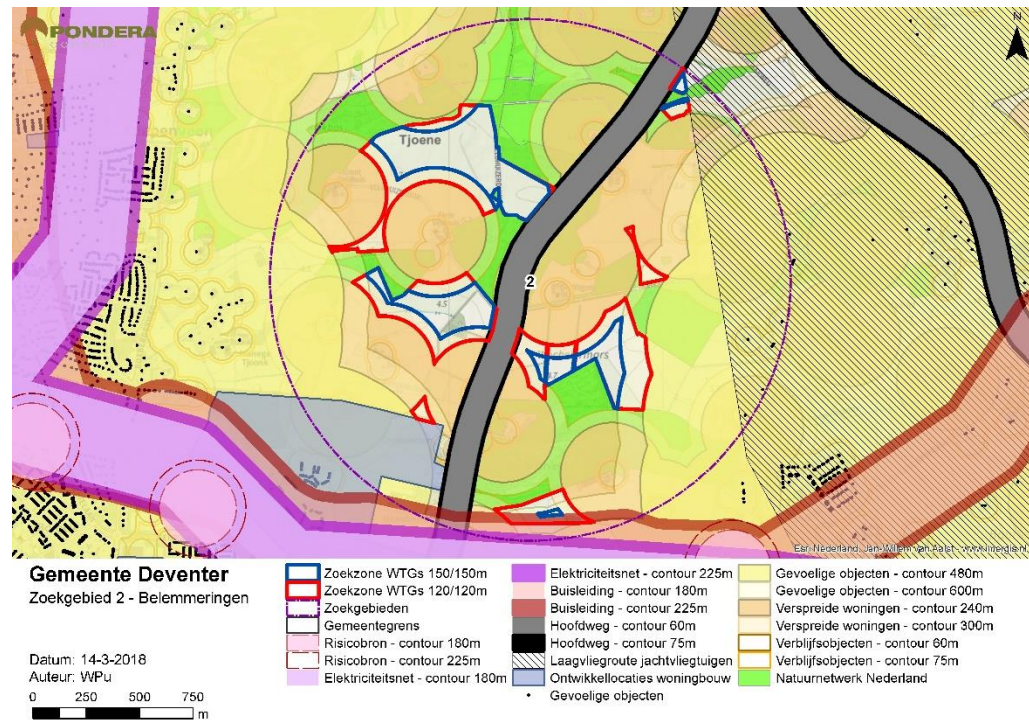 PONDERA
N
Tjoene
2
4.5
Esri Nederland, Jan-Willem van Aalst - www.imergis.nl
Gemeente Deventer
Zoekgebied 2 - Belemmeringen
Datum: 14-3-2018
Auteur: WPu
0 250 500 750
m
Zoekzone WTGs 150/150m
Zoekzone WTGs 120/120m
Zoekgebieden
Gemeentegrens
Risicobron - contour 180m
Risicobron - contour 225m
Elektriciteitsnet - contour 180m
Elektriciteitsnet - contour 225m
Buisleiding - contour 180m
Buisleiding - contour 225m
Hoofdweg - contour 60m
Hoofdweg - contour 75m
Laagvliegroute jachtvliegtuigen
Ontwikkellocaties woningbouw
Gevoelige objecten
Gevoelige objecten - contour 480m
Gevoelige objecten - contour 600m
Verspreide woningen - contour 240m
Verspreide woningen - contour 300m
Verblijfsobjecten - contour 60m
Verblijfsobjecten - contour 75m
Natuurnetwerk Nederland